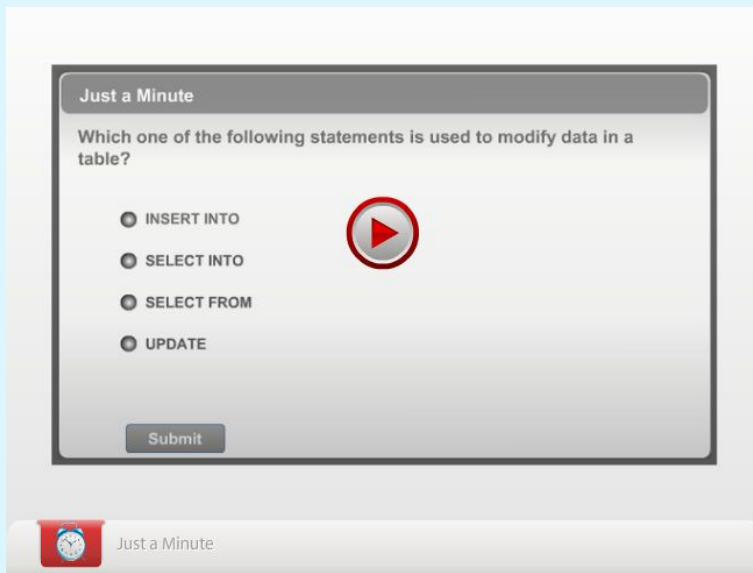 Just a Minute
Which one of the following statements is used to modify data in a
table?
INSERT INTO
SELECT INTO
SELECT FROM
UPDATE
Submit
Just a Minute